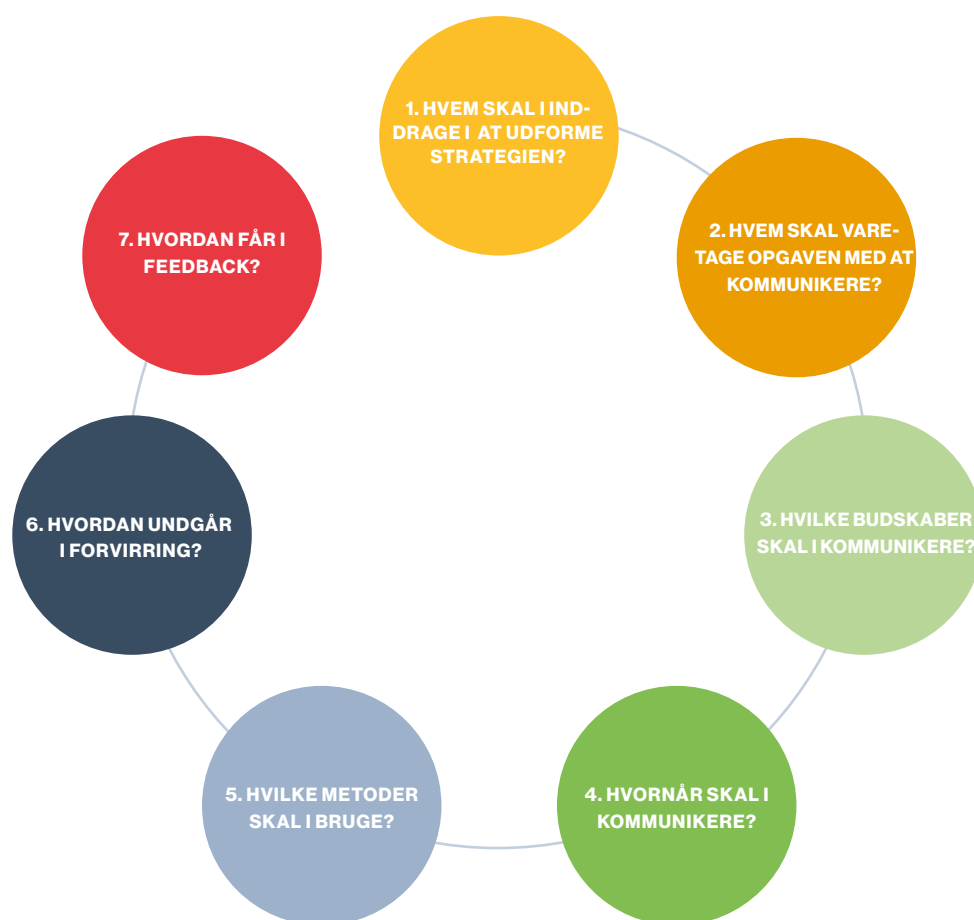 1. HVEM SKAL I IND-
DRAGE I  AT UDFORME
STRATEGIEN?
2. HVEM SKAL VARE-
TAGE OPGAVEN MED AT
KOMMUNIKERE?
3. HVILKE BUDSKABER
SKAL I KOMMUNIKERE?
4. HVORNÅR SKAL I
KOMMUNIKERE?
5. HVILKE METODER
SKAL I BRUGE?
6. HVORDAN UNDGÅR
I FORVIRRING?
7. HVORDAN FÅR I
FEEDBACK?